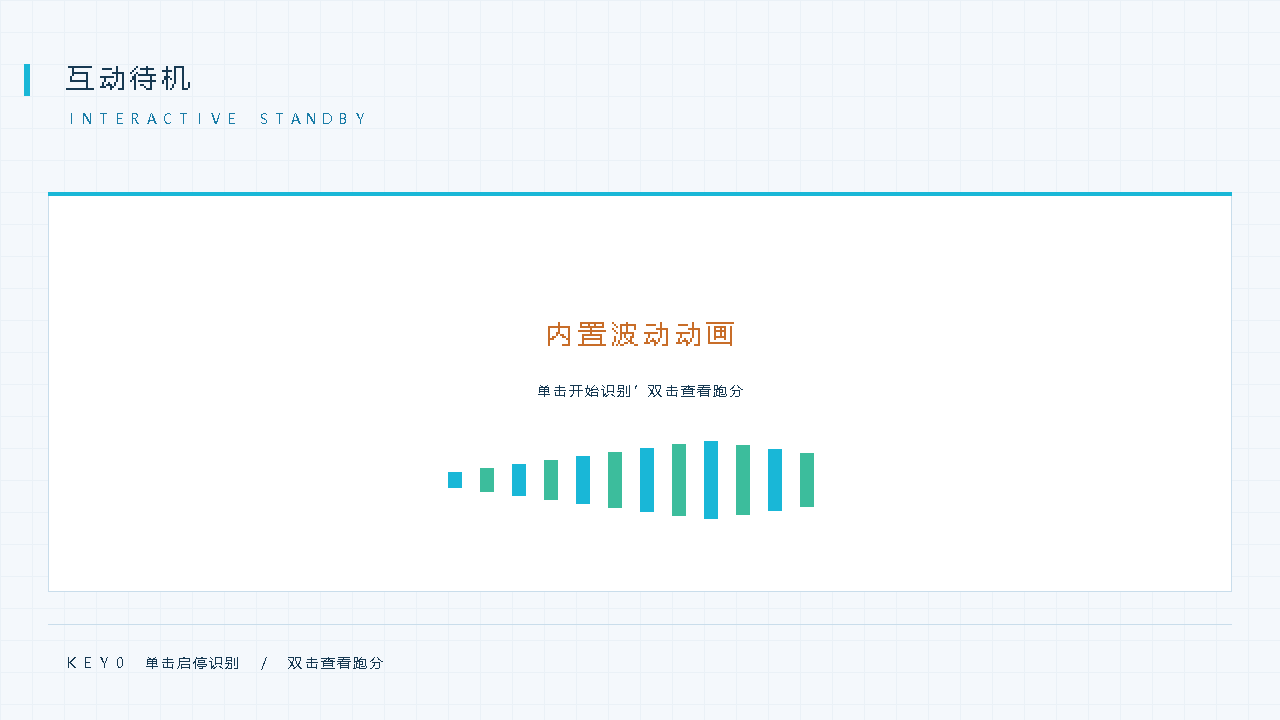 互动待机
INTERACTIVE STANDBY
内置波动动画
单击开始识别’双击查看跑分
KEY0 单击启停识别 / 双击查看跑分